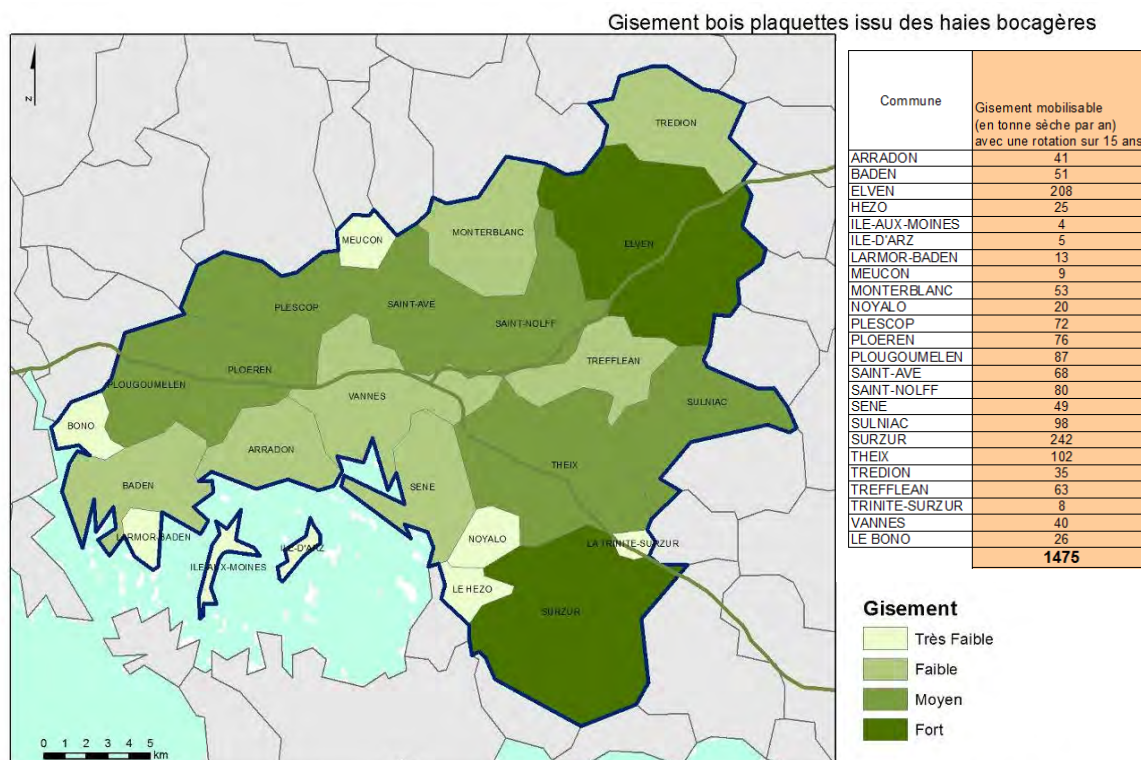 Gisement bois plaquettes issu des haies bocagères
N
TREDION
ELVEN
MONTERBLANC
MEUCON
PLESCOP
SAINT-AVE
SAINT-NOLFF
TREFFLEAN
PLOEREN
PLOUGOUMELEN
VANNES
SULNIAC
BONO
ARRADON
THEIX
BADEN
SENE
LARMOR-BADEN
NOYALO
LA TRINITE-SURZUR
ILE-D'ARZ
ILE-AUX-MOINES
LE HEZO
SURZUR
0 1 2 3 4 5
km
Commune
Gisement mobilisable
(en tonne sèche par an)
avec une rotation sur 15 ans
ARRADON 41
BADEN 51
ELVEN 208
HEZO 25
ILE-AUX-MOINES 4
ILE-D'ARZ 5
LARMOR-BADEN 13
MEUCON 9
MONTERBLANC 53
NOYALO 20
PLESCOP 72
PLOEREN 76
PLOUGOUMELEN 87
SAINT-AVE 68
SAINT-NOLFF 80
SENE 49
SULNIAC 98
SURZUR 242
THEIX 102
TREDION 35
TREFFLEAN 63
TRINITE-SURZUR 8
VANNES 40
LE BONO 26
1475
Gisement
Très Faible
Faible
Moyen
Fort